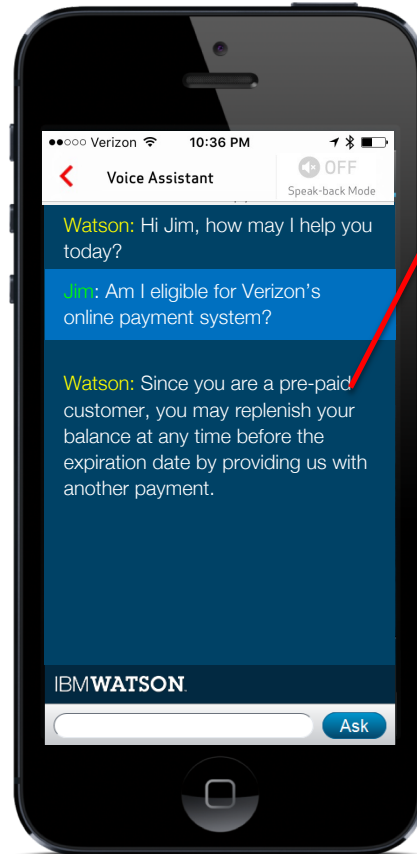 Verizon 10:36 PM
Voice Assistant
OFF
Speak-back Mode
Watson: Hi Jim, how may I help you
today?
Jim: Am I eligible for Verizon's
online payment system?
Watson: Since you are a pre-paid
customer, you may replenish your
balance at any time before the
expiration date by providing us with
another payment.
IBMWATSON.
Ask